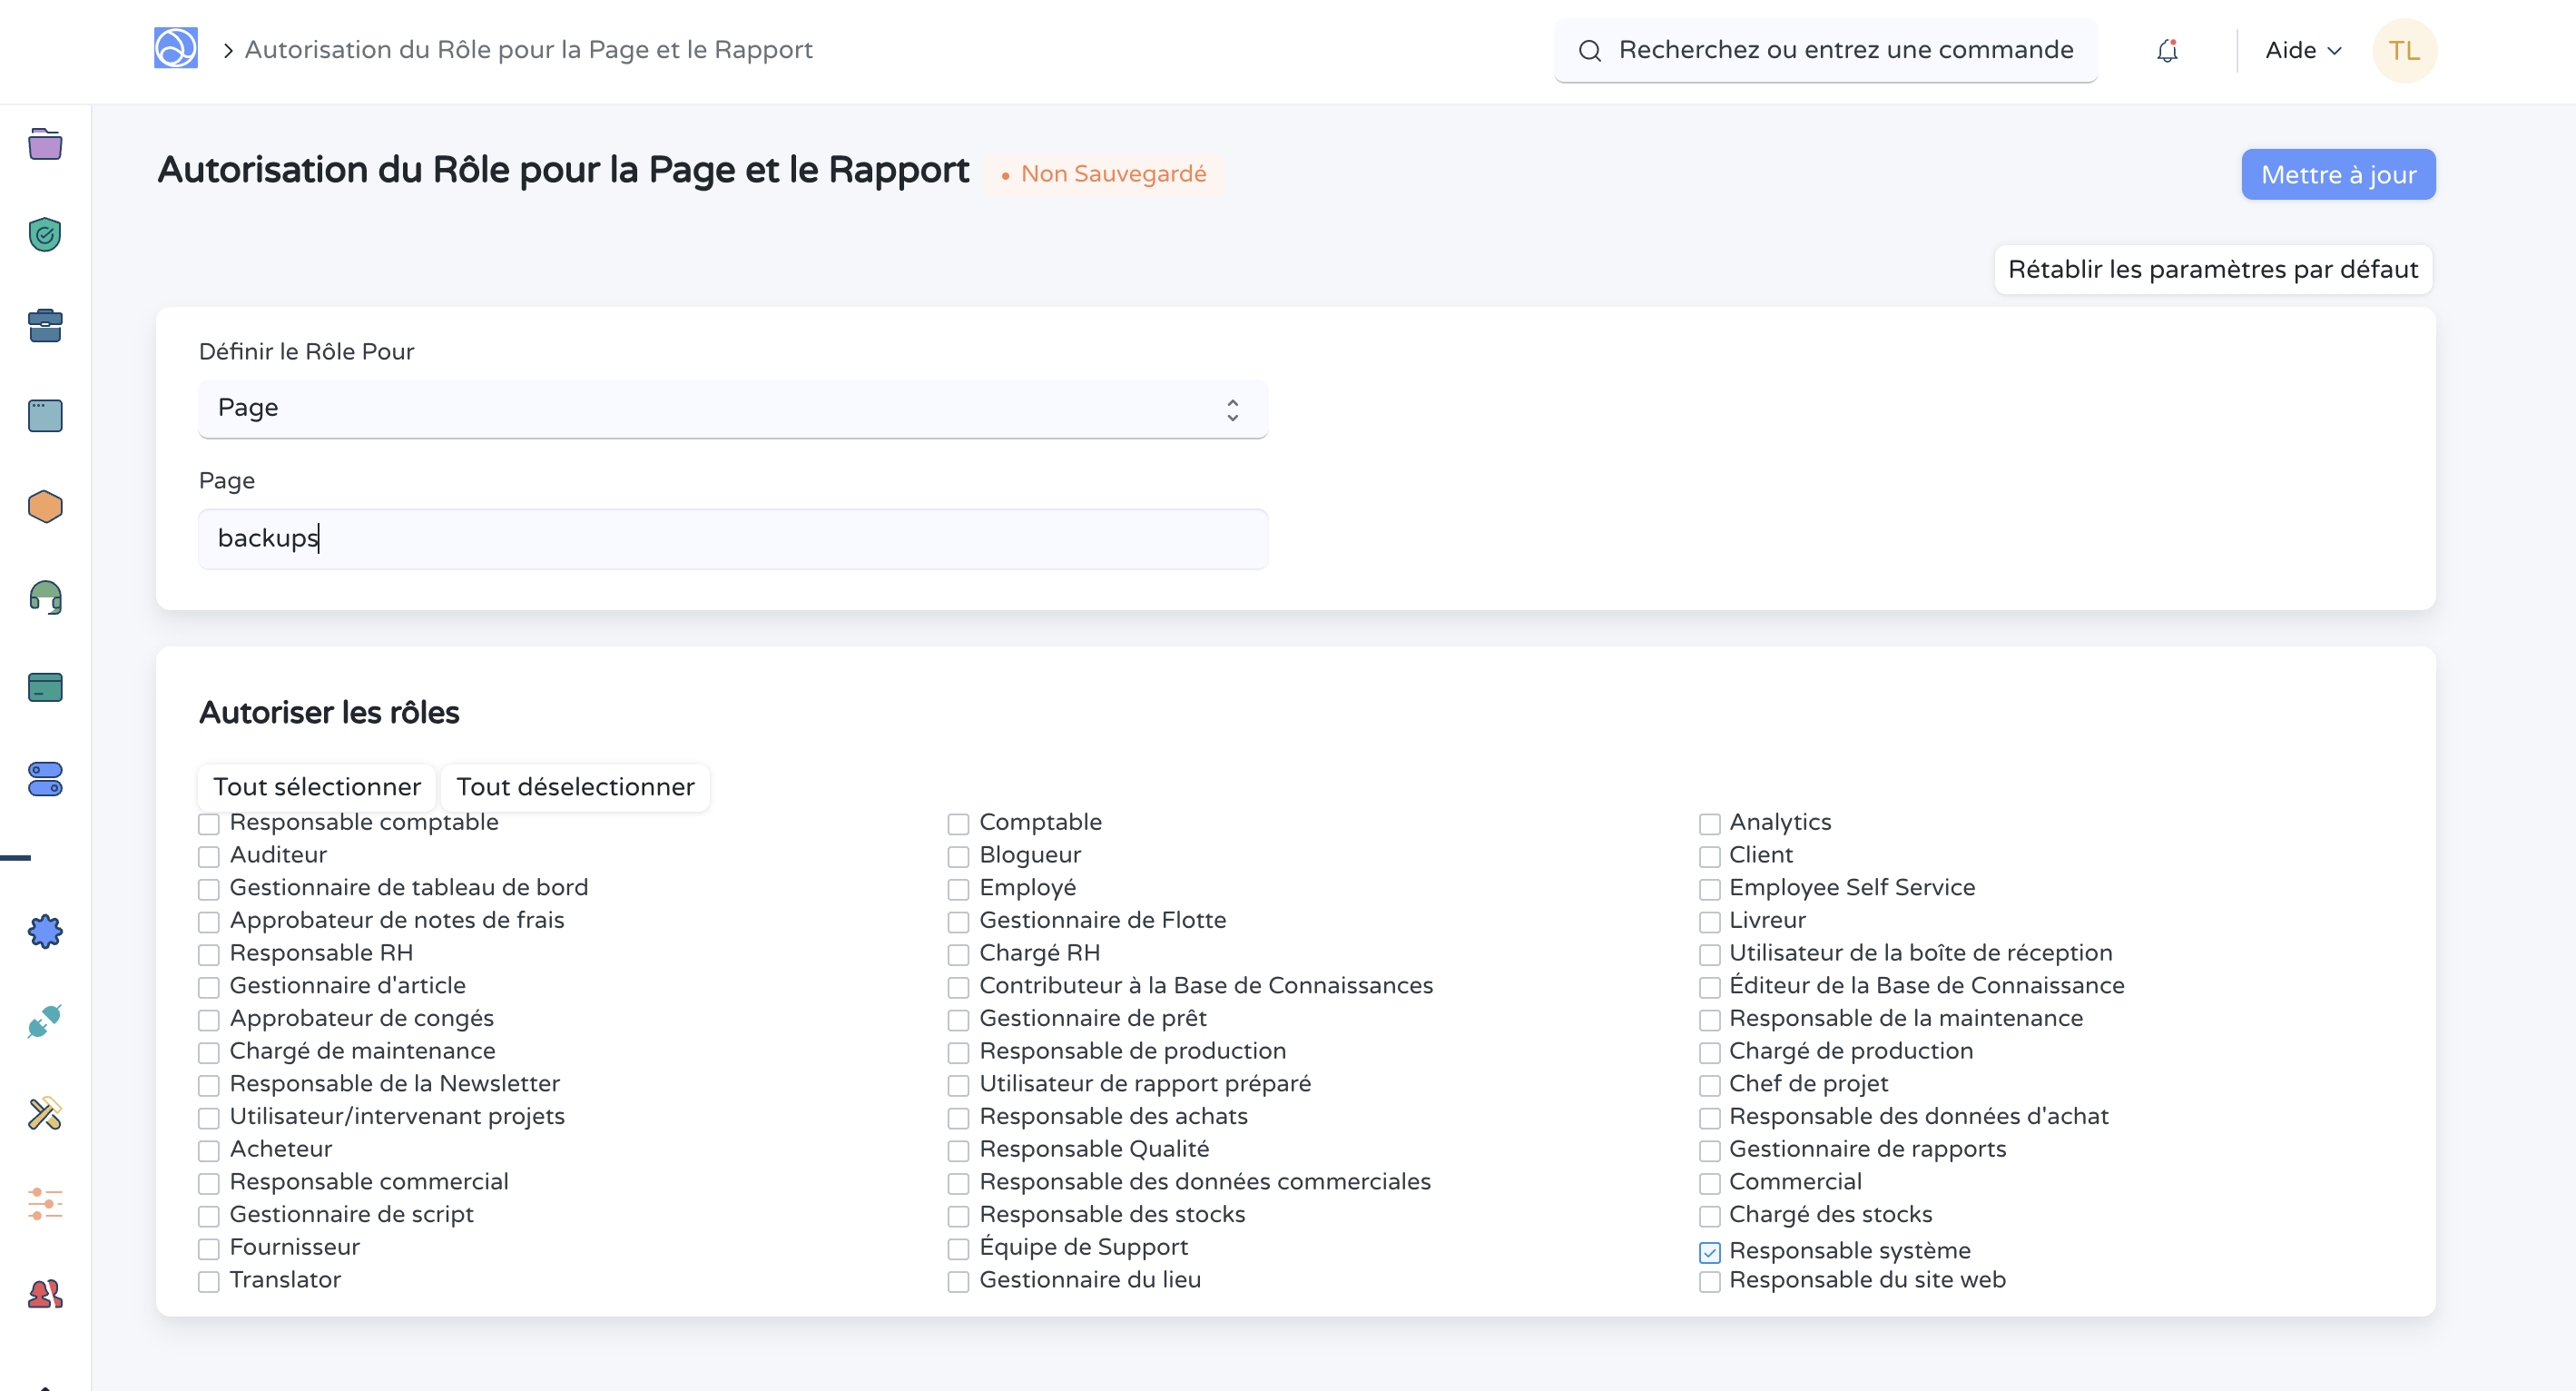 Autorisation du Rôle pour la Page et le Rapport
Recherchez ou entrez une commande
Aide
TL
Autorisation du Rôle pour la Page et le Rapport
Non Sauvegardé
Mettre à jour
Rétablir les paramètres par défaut
Définir le Rôle Pour
Page
Page
backups
Autoriser les rôles
Tout sélectionner Tout déselectionner
Responsable comptable Comptable Analytics
Auditeur Blogueur Client
Gestionnaire de tableau de bord Employé Employee Self Service
Approbateur de notes de frais Gestionnaire de Flotte Livreur
Responsable RH Chargé RH Utilisateur de la boîte de réception
Gestionnaire d'article Contributeur à la Base de Connaissances Éditeur de la Base de Connaissance
Approbateur de congés Gestionnaire de prêt Responsable de la maintenance
Chargé de maintenance Responsable de production Chargé de production
Responsable de la Newsletter Utilisateur de rapport préparé Chef de projet
Utilisateur/intervenant projets Responsable des achats Responsable des données d'achat
Acheteur Responsable Qualité Gestionnaire de rapports
Responsable commercial Responsable des données commerciales Commercial
Gestionnaire de script Responsable des stocks Chargé des stocks
Fournisseur Équipe de Support Responsable système
Translator Gestionnaire du lieu Responsable du site web